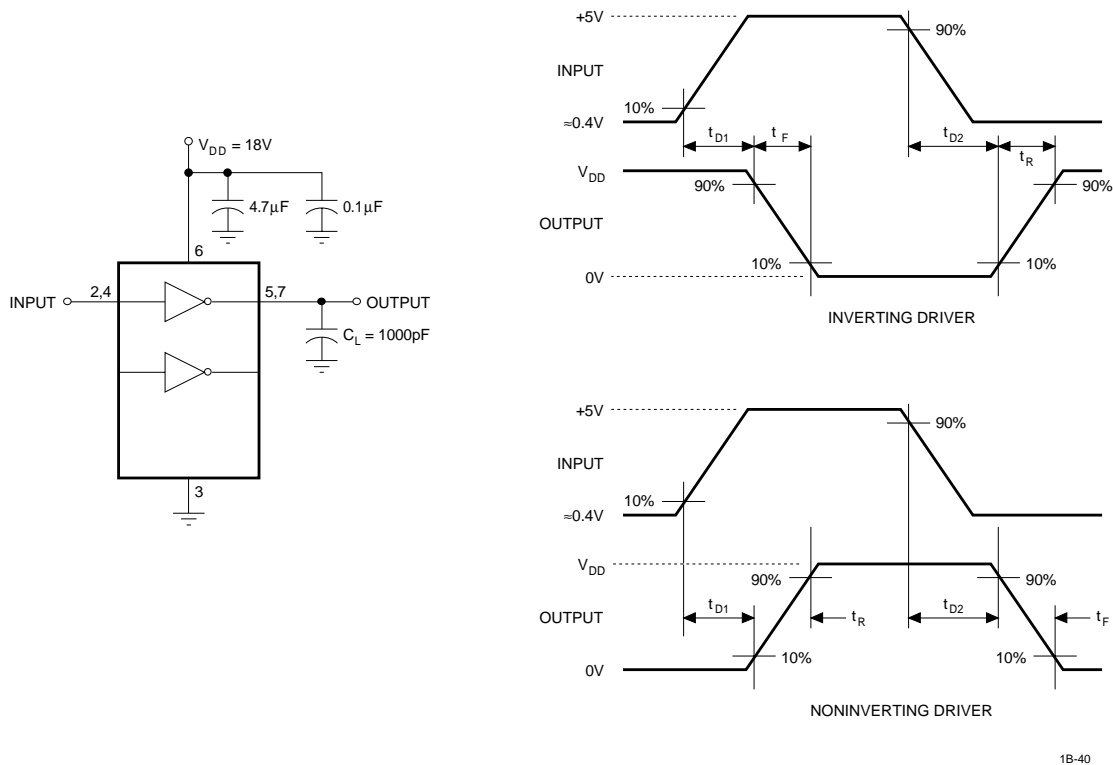 V_DD = 18V
4.7µF
0.1µF
6
INPUT
2,4
5,7
OUTPUT
C_L = 1000pF
3
+5V
90%
INPUT
10%
≈0.4V
t_D1
t_F
t_D2
t_R
V_DD
90%
90%
OUTPUT
10%
10%
0V
INVERTING DRIVER
+5V
90%
INPUT
10%
≈0.4V
V_DD
90%
90%
t_D1
t_R
t_D2
t_F
OUTPUT
10%
10%
0V
NONINVERTING DRIVER
1B-40